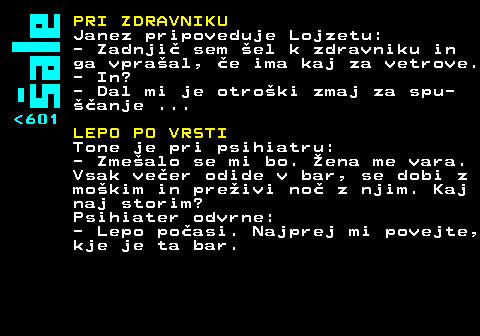 Šale
<601
PRI ZDRAVNIKU
Janez pripoveduje Lojzetu:
- Zadnjič sem šel k zdravniku in
ga vprašal, če ima kaj za vetrove.
- In?
- Dal mi je otroški zmaj za spu-
ščanje ...
LEPO PO VRSTI
Tone je pri psihiatru:
- Zmešalo se mi bo. Žena me vara.
Vsak večer odide v bar, se dobi z
moškim in preživi noč z njim. Kaj
naj storim?
Psihiater odvrne:
- Lepo počasi. Najprej mi povejte,
kje je ta bar.